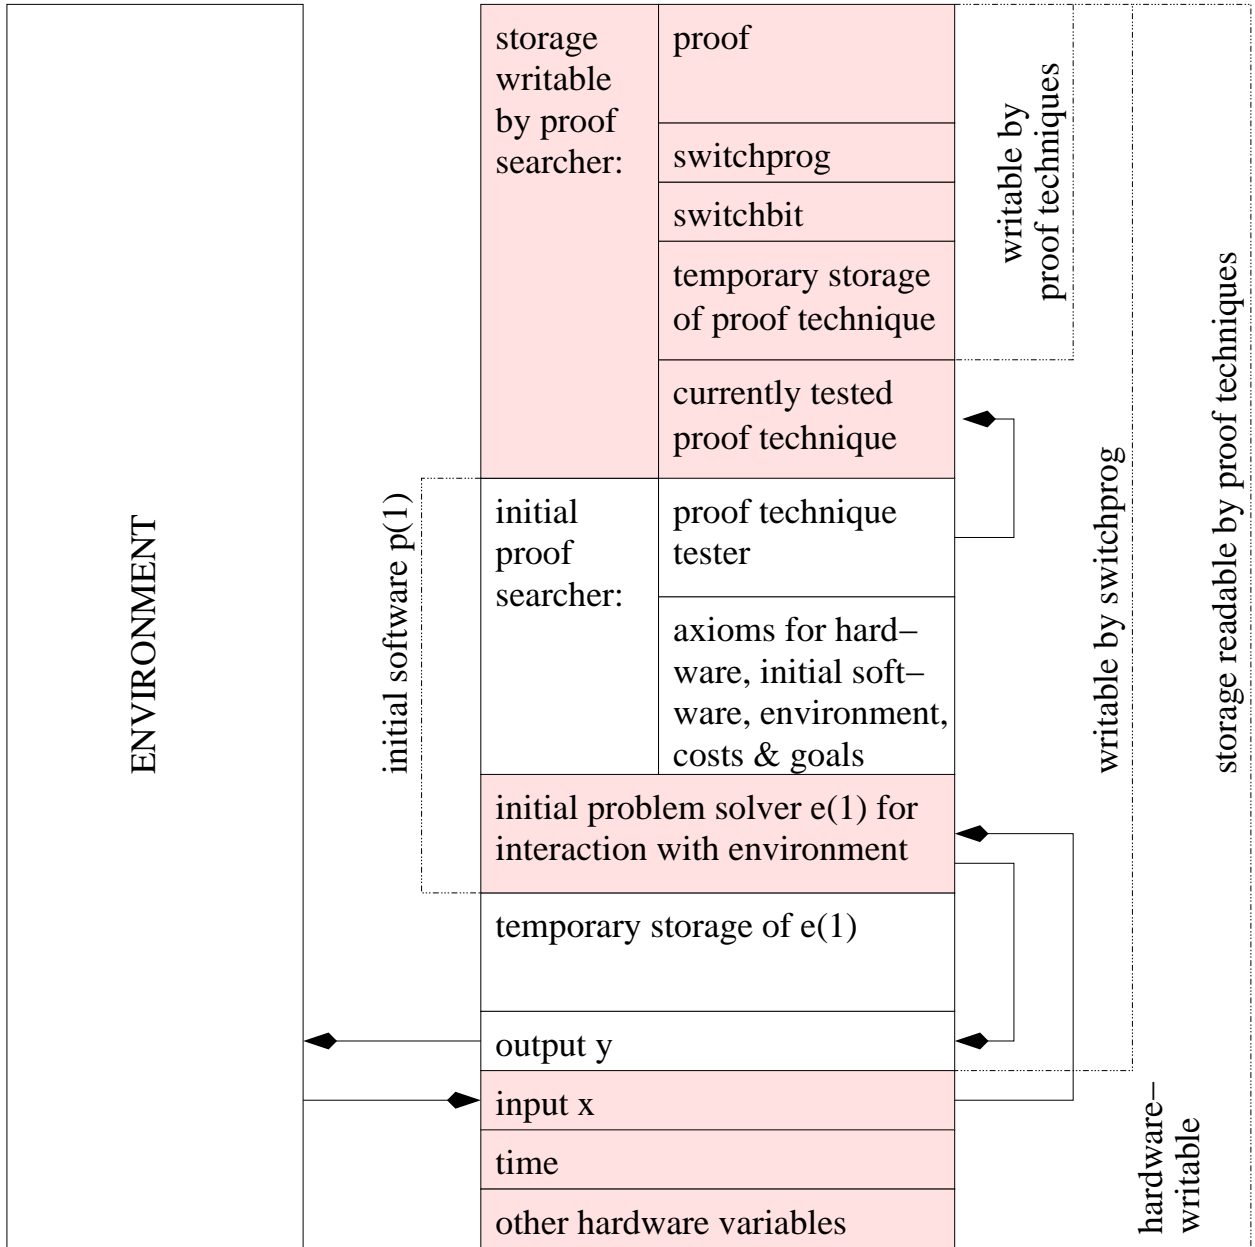 ENVIRONMENT
initial software p(1)
storage
writable
by proof
searcher:
proof
switchprog
switchbit
temporary storage
of proof technique
currently tested
proof technique
initial
proof
searcher:
proof technique
tester
axioms for hard–
ware, initial soft–
ware, environment,
costs & goals
initial problem solver e(1) for
interaction with environment
temporary storage of e(1)
output y
input x
time
other hardware variables
writable by
proof techniques
writable by switchprog
hardware–
writable
storage readable by proof techniques